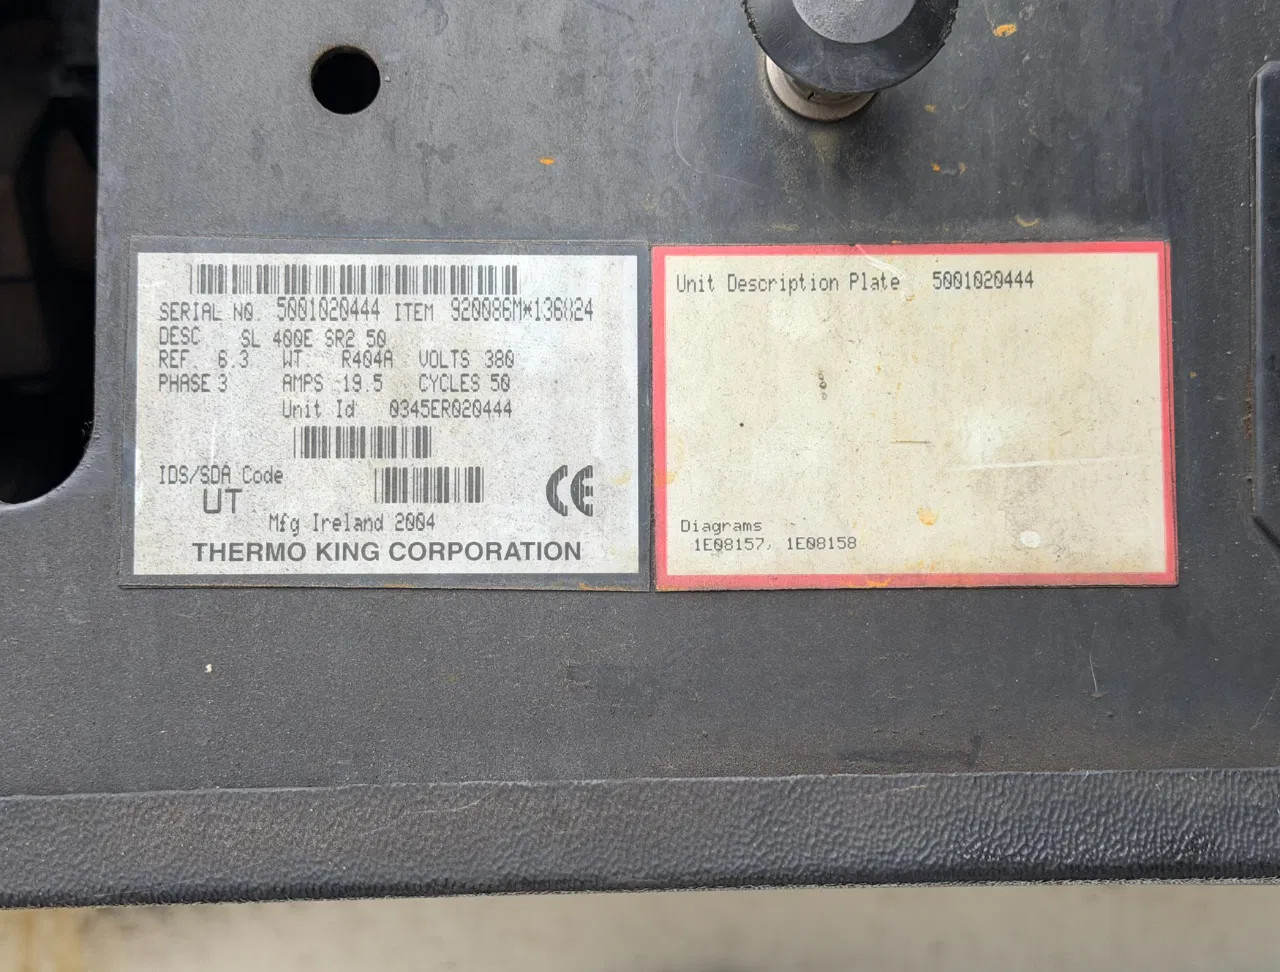 SERIAL NO. 5001020444 ITEM 920086M*136824
DESC SL 400E SR2 50
REF. 6.3 WT. R404A VOLTS 380
PHASE 3 AMPS 19.5 CYCLES 50
Unit Id 0345ER020444
IDS/SDA Code
UT
CE
Mfg Ireland 2004
THERMO KING CORPORATION
Unit Description Plate 5001020444
Diagrams
1E08157, 1E08158